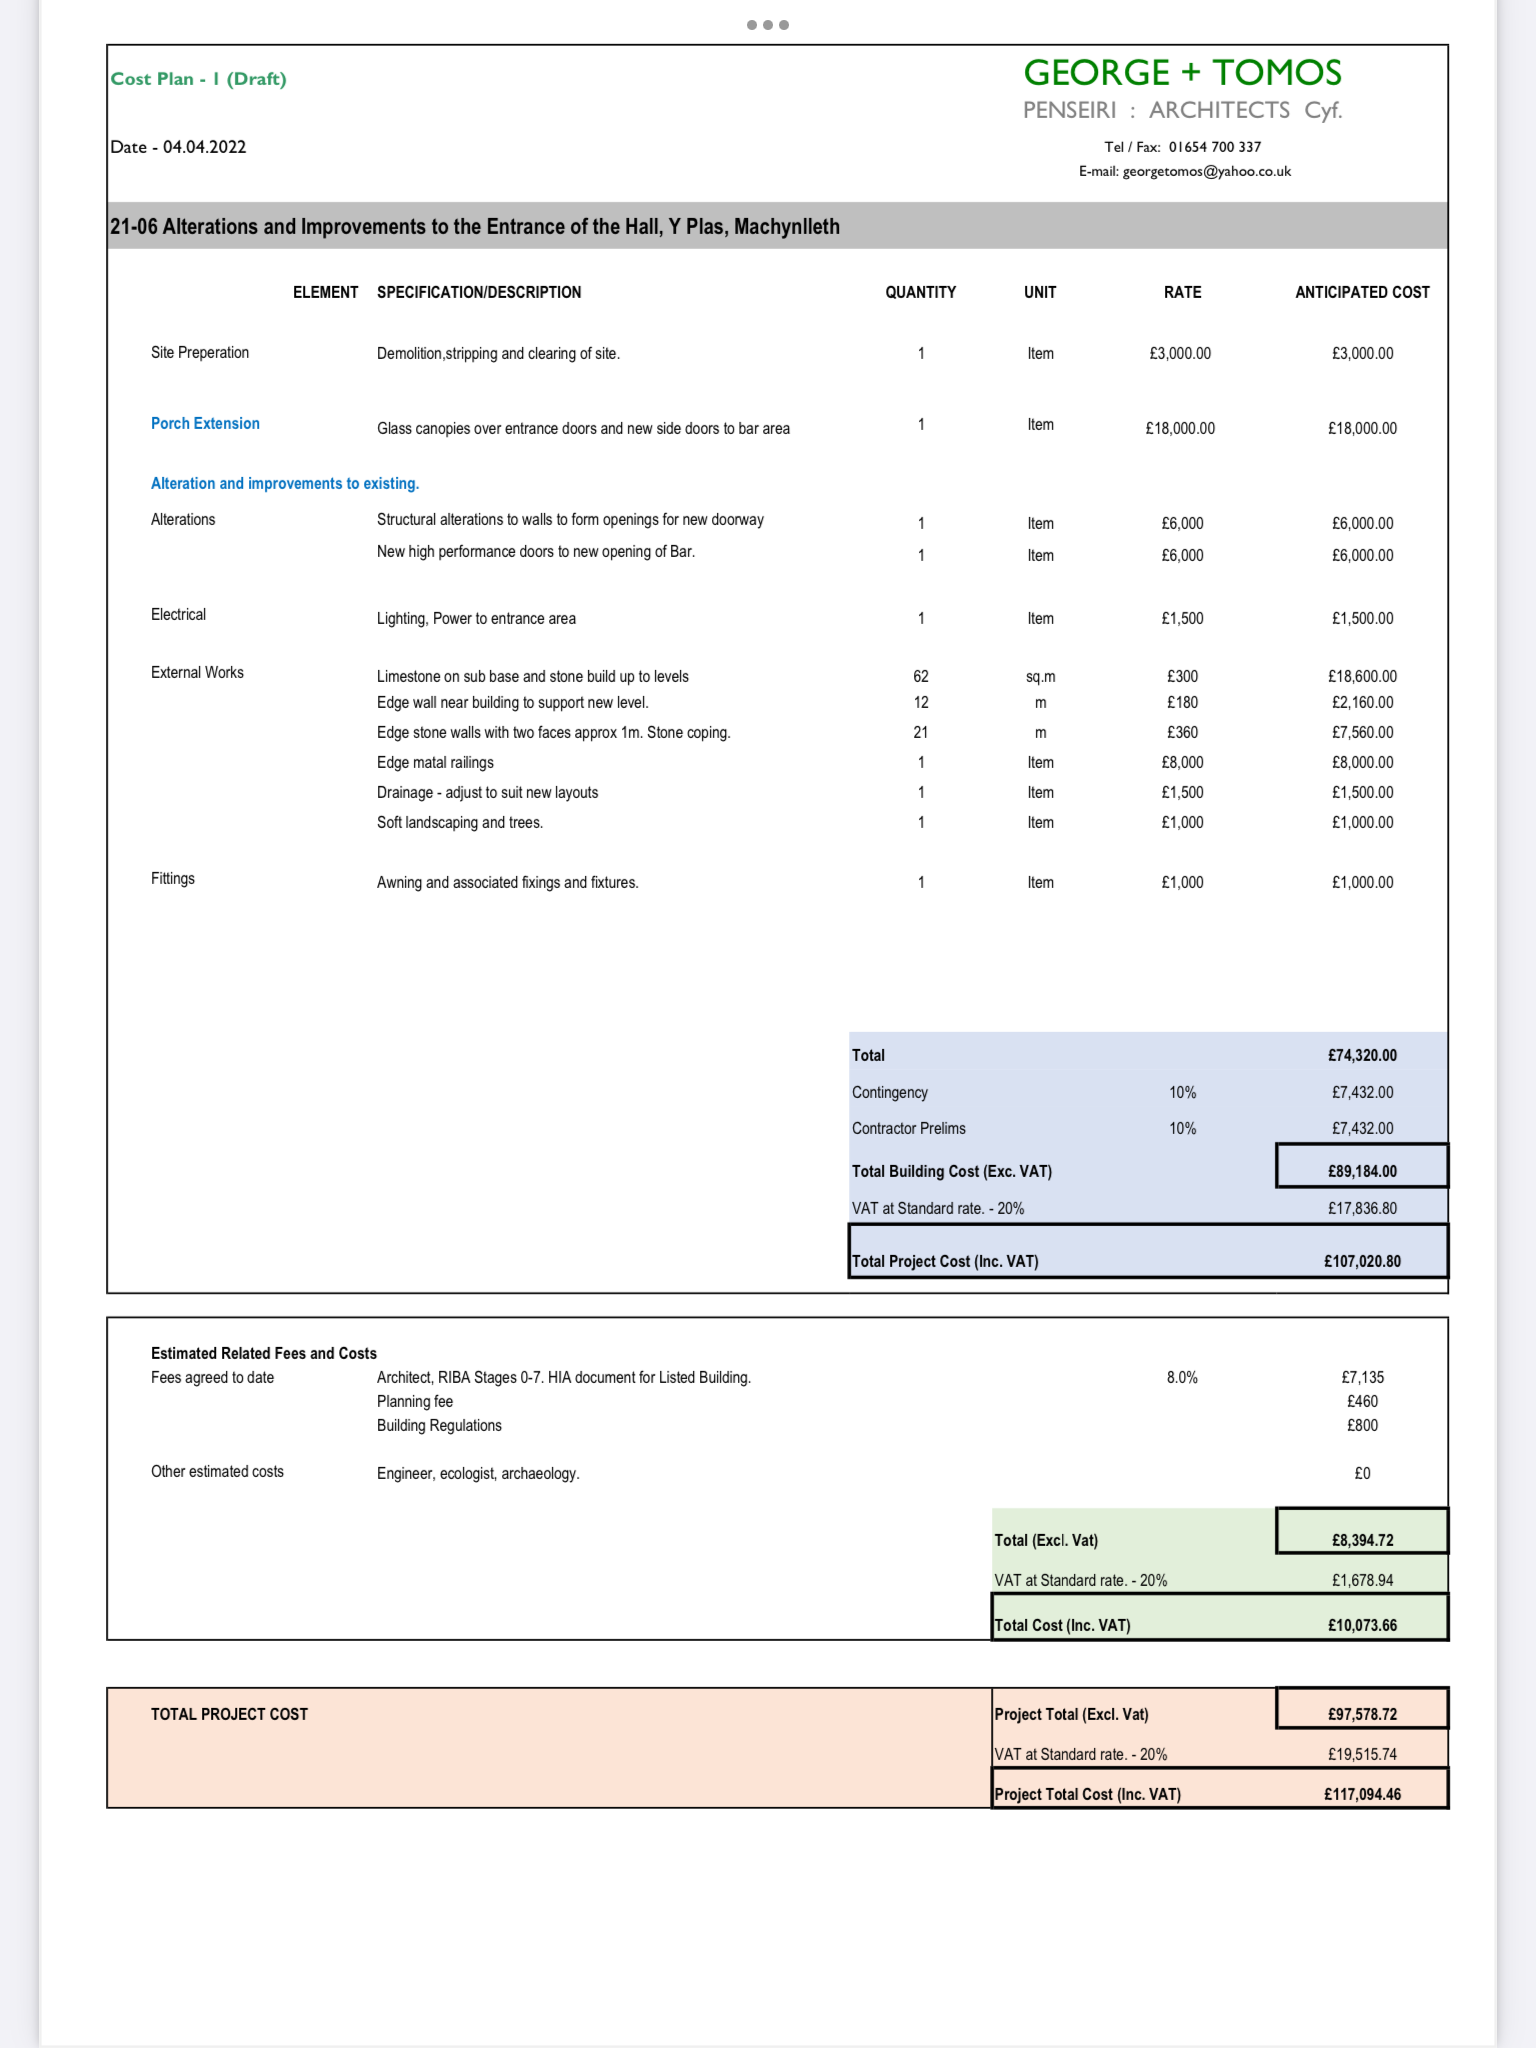 Cost Plan - 1 (Draft)
GEORGE + TOMOS
PENSEIRI : ARCHITECTS Cyf.
Date - 04.04.2022
Tel / Fax: 01654 700 337
E-mail: georgetomos@yahoo.co.uk
21-06 Alterations and Improvements to the Entrance of the Hall, Y Plas, Machynlleth
ELEMENT SPECIFICATION/DESCRIPTION QUANTITY UNIT RATE ANTICIPATED COST
Site Preperation Demolition,stripping and clearing of site. 1 Item £3,000.00 £3,000.00
Porch Extension Glass canopies over entrance doors and new side doors to bar area 1 Item £18,000.00 £18,000.00
Alteration and improvements to existing.
Alterations Structural alterations to walls to form openings for new doorway 1 Item £6,000 £6,000.00
New high performance doors to new opening of Bar. 1 Item £6,000 £6,000.00
Electrical Lighting, Power to entrance area 1 Item £1,500 £1,500.00
External Works Limestone on sub base and stone build up to levels 62 sq.m £300 £18,600.00
Edge wall near building to support new level. 12 m £180 £2,160.00
Edge stone walls with two faces approx 1m. Stone coping. 21 m £360 £7,560.00
Edge matal railings 1 Item £8,000 £8,000.00
Drainage - adjust to suit new layouts 1 Item £1,500 £1,500.00
Soft landscaping and trees. 1 Item £1,000 £1,000.00
Fittings Awning and associated fixings and fixtures. 1 Item £1,000 £1,000.00
Total £74,320.00
Contingency 10% £7,432.00
Contractor Prelims 10% £7,432.00
Total Building Cost (Exc. VAT) £89,184.00
VAT at Standard rate. - 20% £17,836.80
Total Project Cost (Inc. VAT) £107,020.80
Estimated Related Fees and Costs
Fees agreed to date Architect, RIBA Stages 0-7. HIA document for Listed Building. 8.0% £7,135
Planning fee £460
Building Regulations £800
Other estimated costs Engineer, ecologist, archaeology. £0
Total (Excl. Vat) £8,394.72
VAT at Standard rate. - 20% £1,678.94
Total Cost (Inc. VAT) £10,073.66
TOTAL PROJECT COST Project Total (Excl. Vat) £97,578.72
VAT at Standard rate. - 20% £19,515.74
Project Total Cost (Inc. VAT) £117,094.46